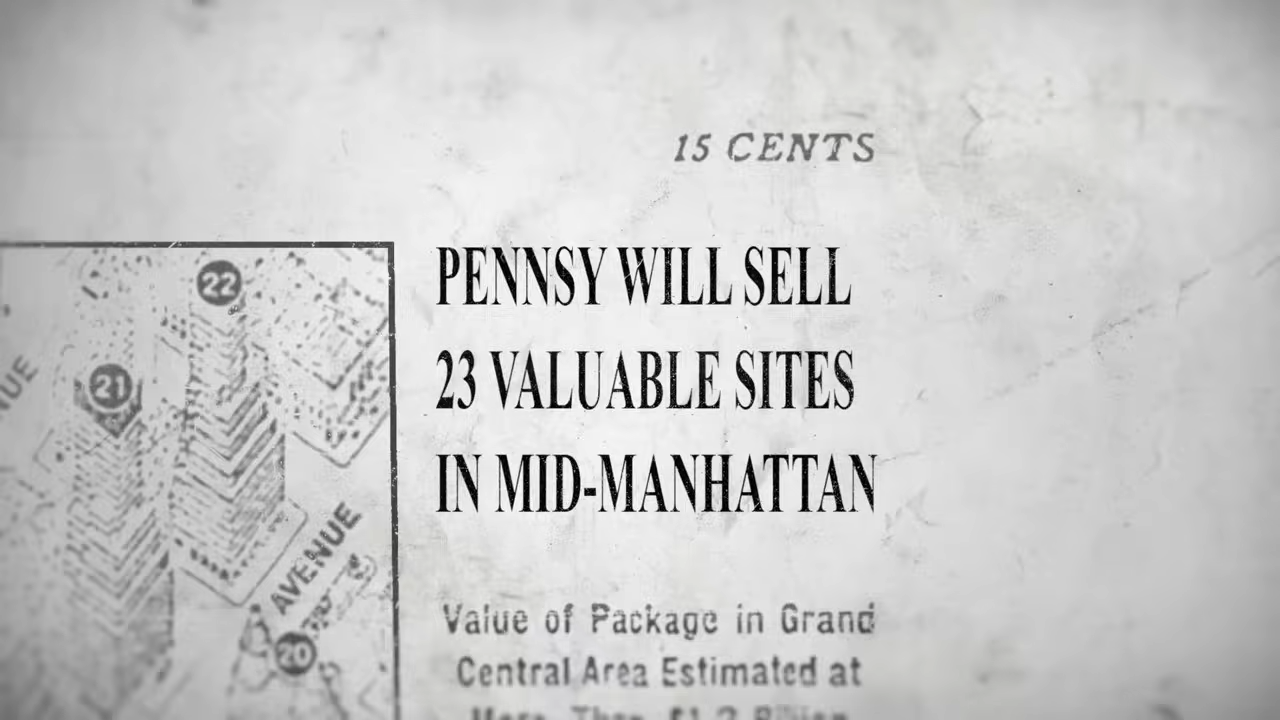 15 CENTS
PENNSY WILL SELL
23 VALUABLE SITES
IN MID-MANHATTAN
Value of Package in Grand
Central Area Estimated at
22
21
AVENUE
20